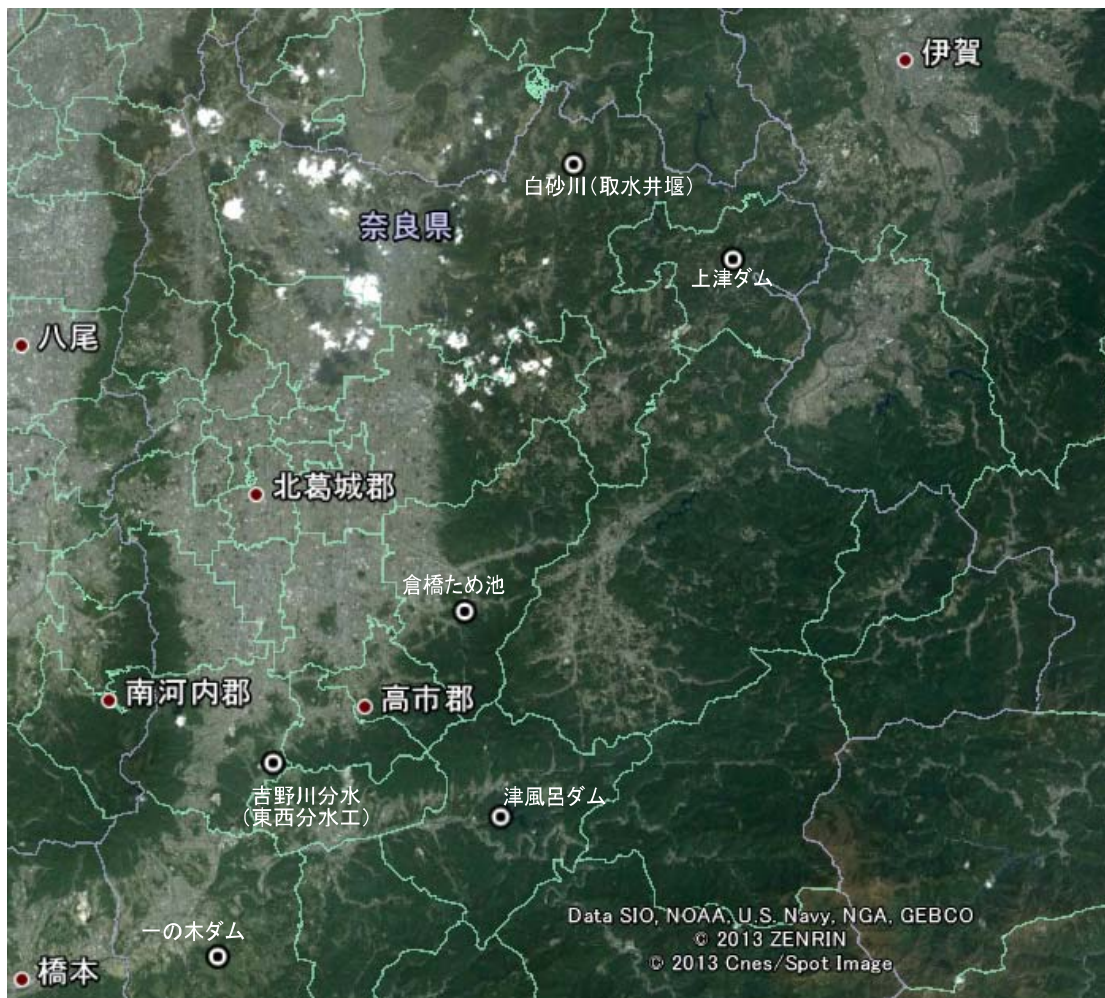 伊賀
白砂川（取水井堰）
奈良県
上津ダム
八尾
北葛城郡
倉橋ため池
南河内郡
高市郡
吉野川分水
（東西分水工）
津風呂ダム
一の木ダム
橋本
Data SIO, NOAA, U.S. Navy, NGA, GEBCO
© 2013 ZENRIN
© 2013 Cnes/Spot Image